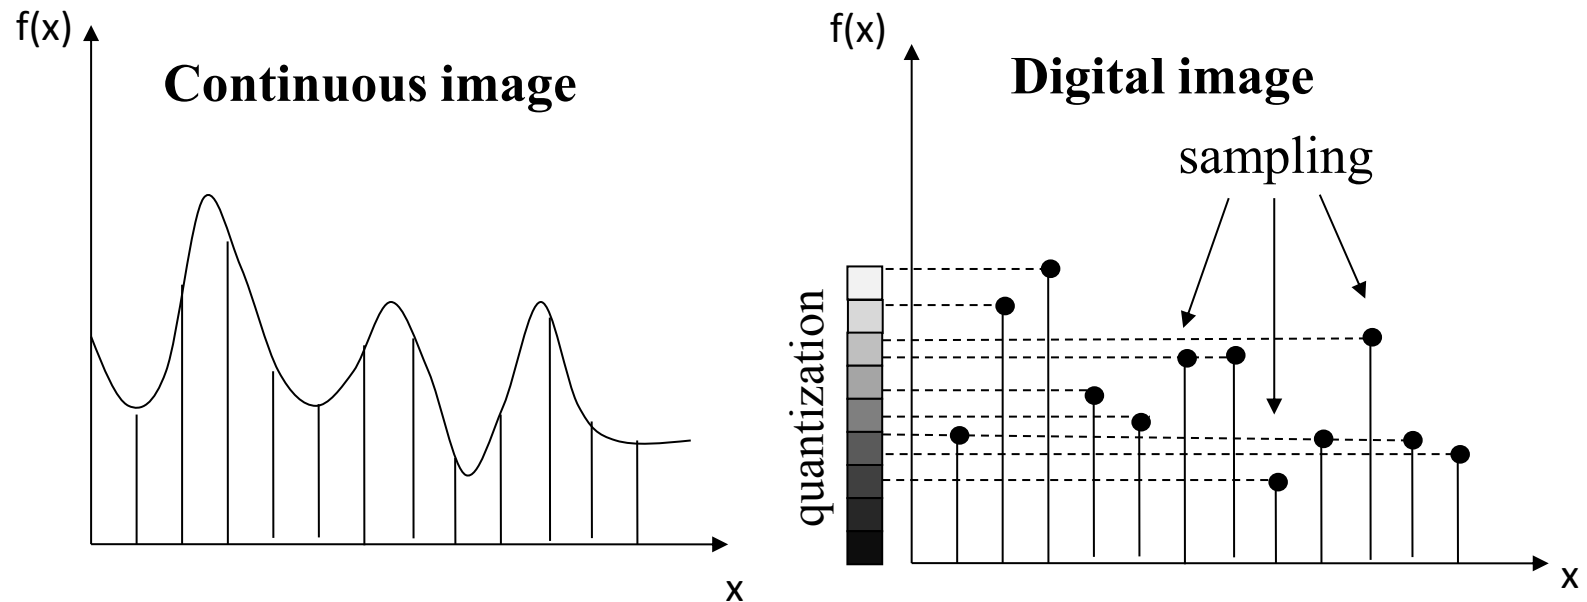 f(x)
Continuous image
x
f(x)
Digital image
sampling
quantization
x